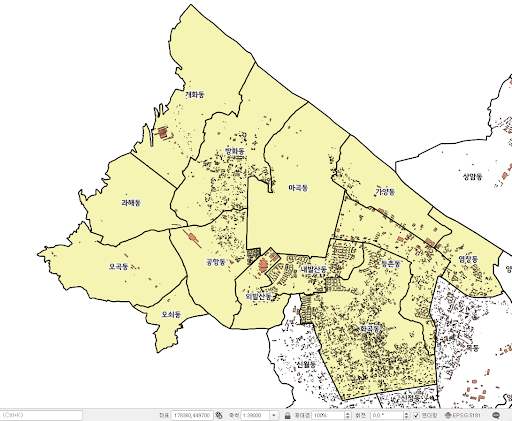 개화동
방화동
상암동
마곡동
가양동
과해동
오곡동
공항동
내발산동
등촌동
염창동
외발산동
오쇠동
화곡동
목동
신월동
(Ctrl+K)
좌표 178380,449700
축척 1:39000
확대경 100%
회전 0.0 °
렌더링
EPSG:5181